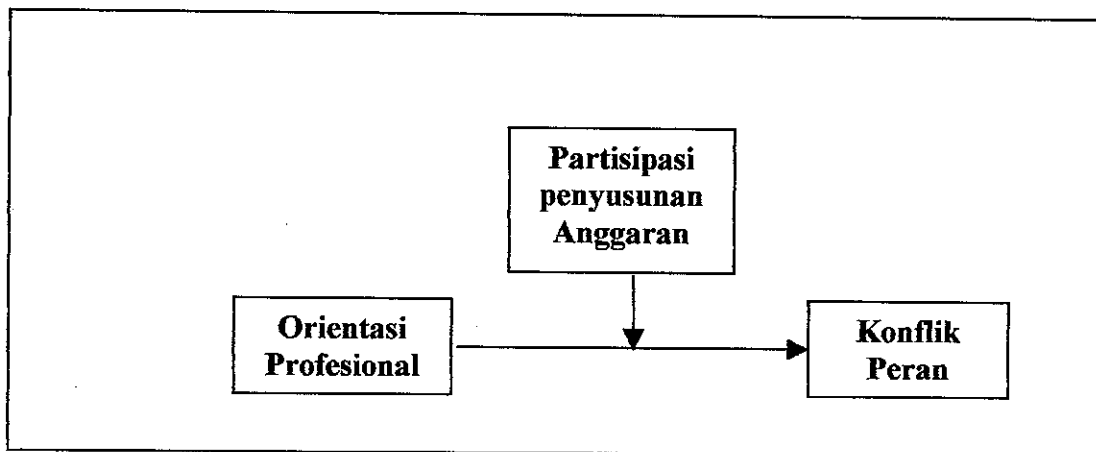 Partisipasi
penyusunan
Anggaran
Orientasi
Profesional
Konflik
Peran